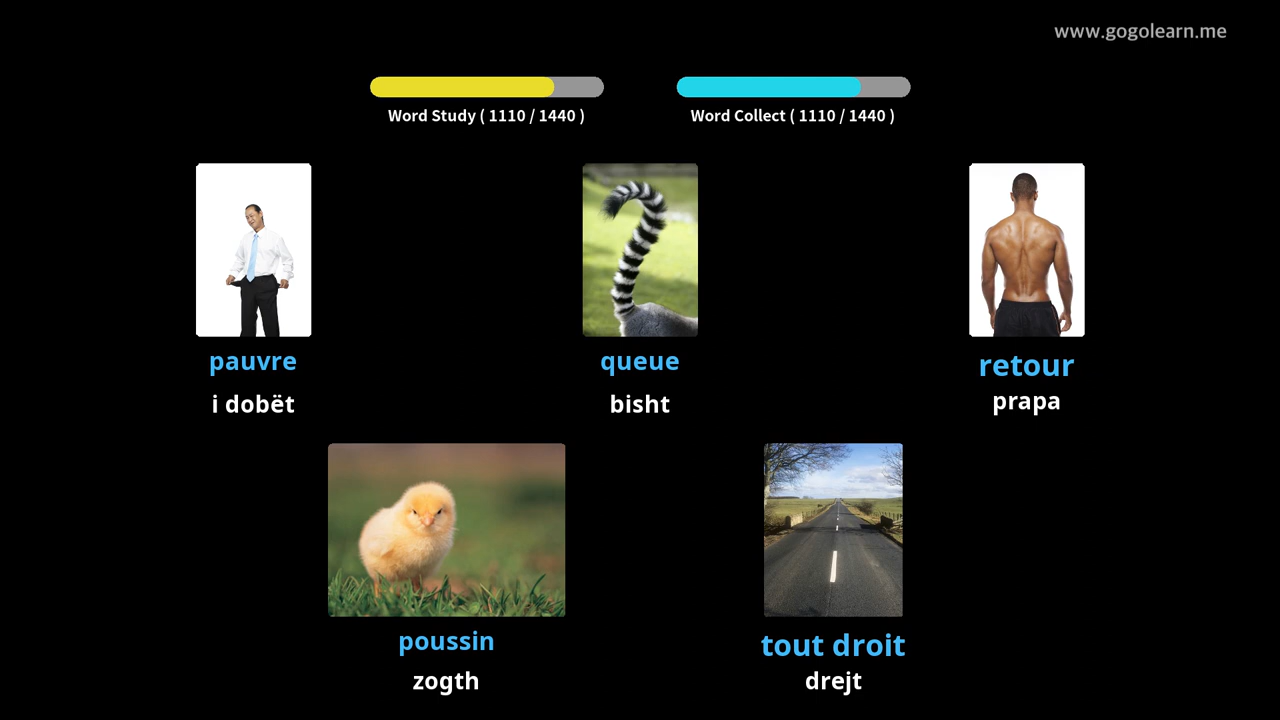 www.gogolearn.me
Word Study ( 1110 / 1440 )
Word Collect ( 1110 / 1440 )
pauvre
i dobët
queue
bisht
retour
prapa
poussin
zogth
tout droit
drejt